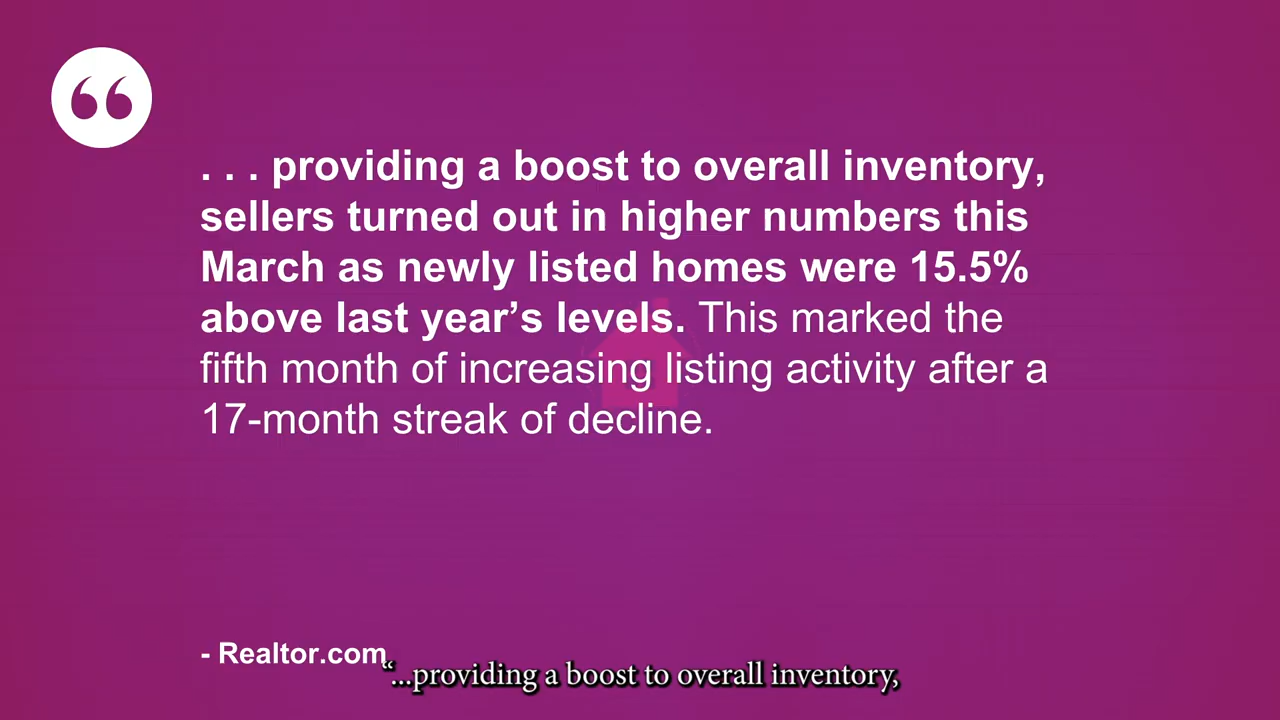 . . . providing a boost to overall inventory,
sellers turned out in higher numbers this
March as newly listed homes were 15.5%
above last year’s levels. This marked the
fifth month of increasing listing activity after a
17-month streak of decline.
- Realtor.com
“...providing a boost to overall inventory,